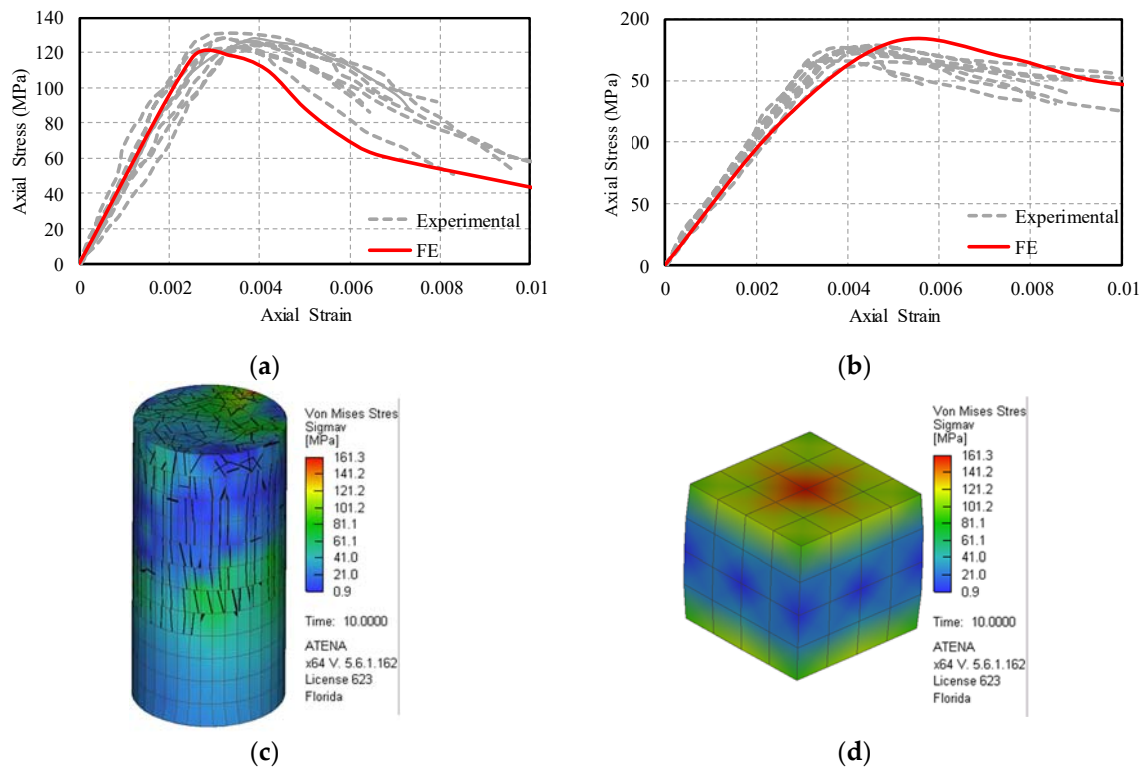 (a)
140
120
100
80
60
40
20
0
Axial Stress (MPa)
Experimental
FE
0 0.002 0.004 0.006 0.008 0.01
Axial Strain
200
50
00
50
0
Axial Stress (MPa)
Experimental
FE
0 0.002 0.004 0.006 0.008 0.01
Axial Strain
(a)
(b)
Von Mises Stres
Sigmav
[MPa]
161.3
141.2
121.2
101.2
81.1
61.1
41.0
21.0
0.9
Time: 10.0000
ATENA
x64 V. 5.6.1.162
License 623
Florida
Von Mises Stres
Sigmav
[MPa]
161.3
141.2
121.2
101.2
81.1
61.1
41.0
21.0
0.9
Time: 10.0000
ATENA
x64 V. 5.6.1.162
License 623
Florida
(c)
(d)